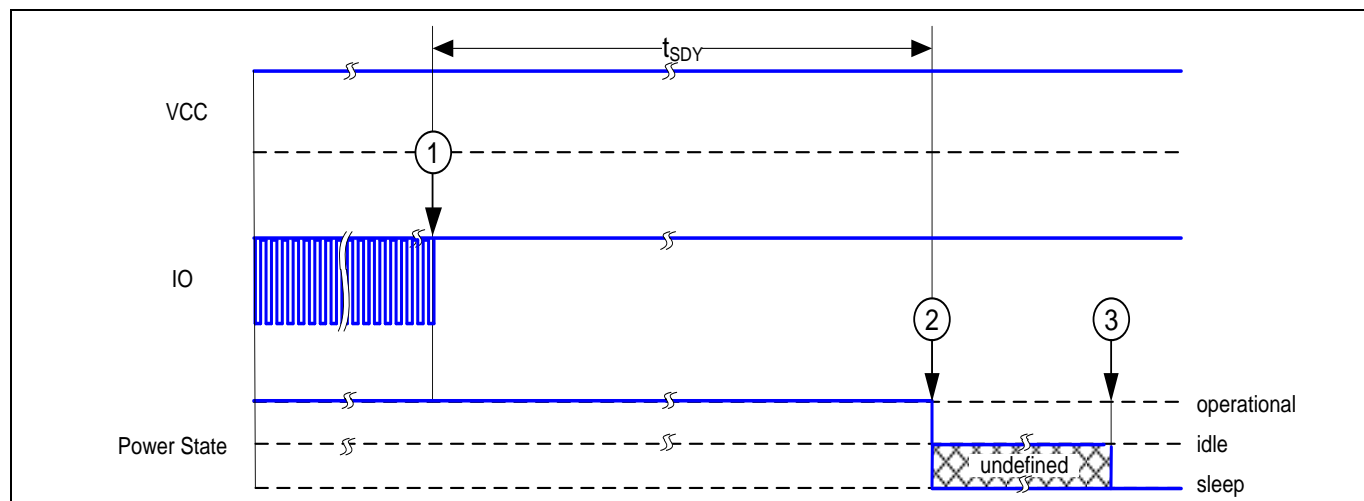 tSDY
VCC
1
IO
2
3
operational
Power State
idle
undefined
sleep